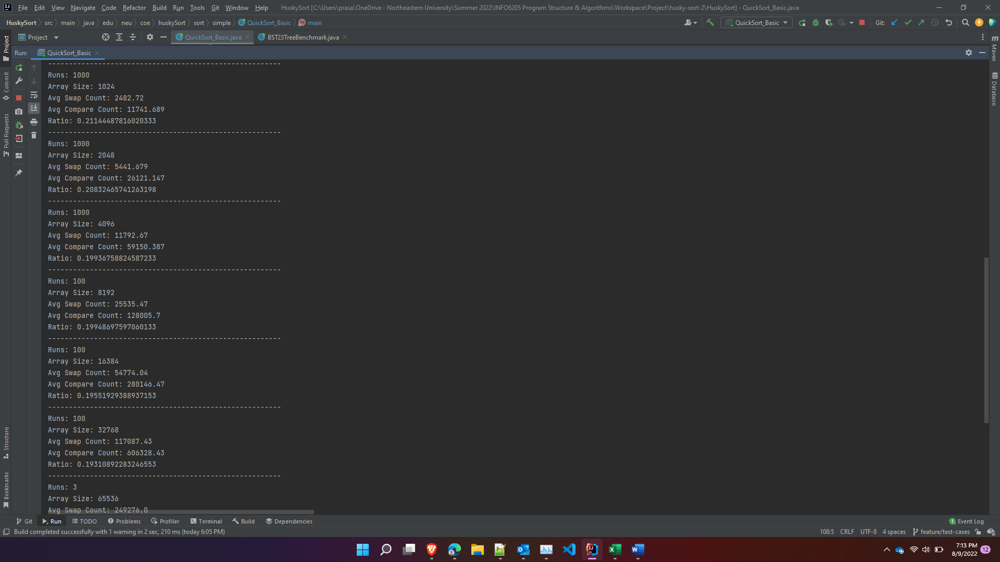 File Edit View Navigate Code Refactor Build Run Tools Git Window Help HuskySort [C:\Users\prasa\OneDrive - Northeastern University\Summer 2022\INFO6205 Program Structure & Algorithms\Workspace\Project\husky-sort-2\HuskySort] - QuickSort_Basic.java
HuskySort src main java edu neu coe huskySort sort simple QuickSort_Basic main QuickSort_Basic Git:
Project QuickSort_Basic.java BST23TreeBenchmark.java
Run: QuickSort_Basic
------------------------------------------------------------
Runs: 1000
Array Size: 1024
Avg Swap Count: 2482.72
Avg Compare Count: 11741.689
Ratio: 0.21144487816020333
------------------------------------------------------------
Runs: 1000
Array Size: 2048
Avg Swap Count: 5441.679
Avg Compare Count: 26121.147
Ratio: 0.20832465741263198
------------------------------------------------------------
Runs: 1000
Array Size: 4096
Avg Swap Count: 11792.67
Avg Compare Count: 59150.387
Ratio: 0.19936758824587233
------------------------------------------------------------
Runs: 100
Array Size: 8192
Avg Swap Count: 25535.47
Avg Compare Count: 128005.7
Ratio: 0.19948697597060133
------------------------------------------------------------
Runs: 100
Array Size: 16384
Avg Swap Count: 54774.04
Avg Compare Count: 280146.47
Ratio: 0.19551929388937153
------------------------------------------------------------
Runs: 100
Array Size: 32768
Avg Swap Count: 117087.43
Avg Compare Count: 606328.43
Ratio: 0.19310892283246553
------------------------------------------------------------
Runs: 3
Array Size: 65536
Avg Swap Count: 249276.0
Project
Commit
Pull Requests
Structure
Bookmarks
m Maven
Database
Git Run TODO Problems Profiler Terminal Build Dependencies 1 Event Log
Build completed successfully with 1 warning in 2 sec, 210 ms (today 6:05 PM) 108:5 CRLF UTF-8 4 spaces feature/test-cases
7:13 PM
8/9/2022
12